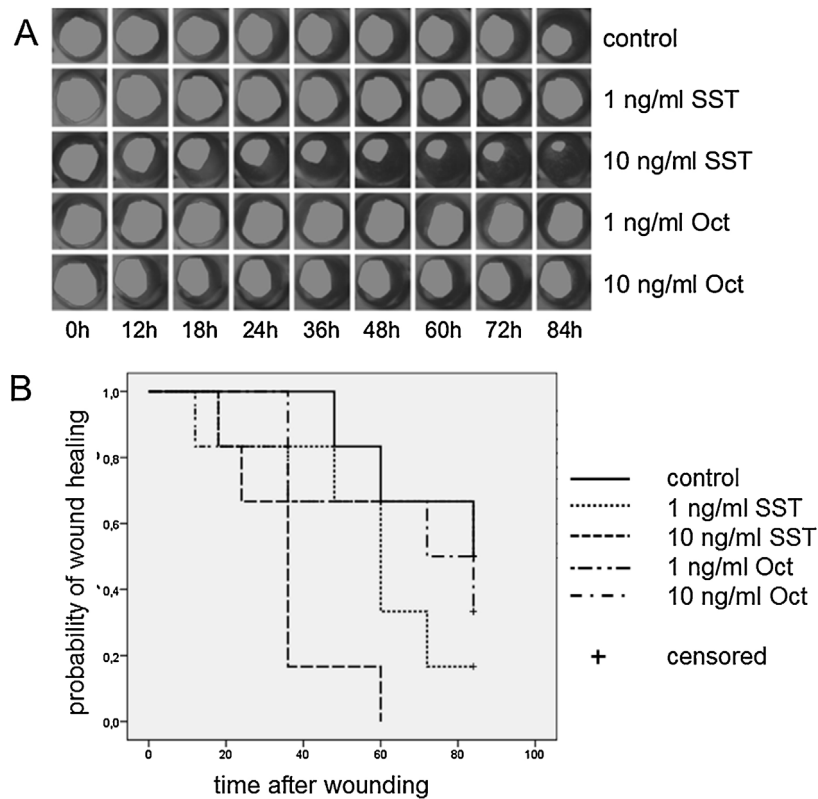 A
control
1 ng/ml SST
10 ng/ml SST
1 ng/ml Oct
10 ng/ml Oct
0h 12h 18h 24h 36h 48h 60h 72h 84h
B
probability of wound healing
1,0
0,8
0,6
0,4
0,2
0,0
0 20 40 60 80 100
time after wounding
control
1 ng/ml SST
10 ng/ml SST
1 ng/ml Oct
10 ng/ml Oct
+ censored